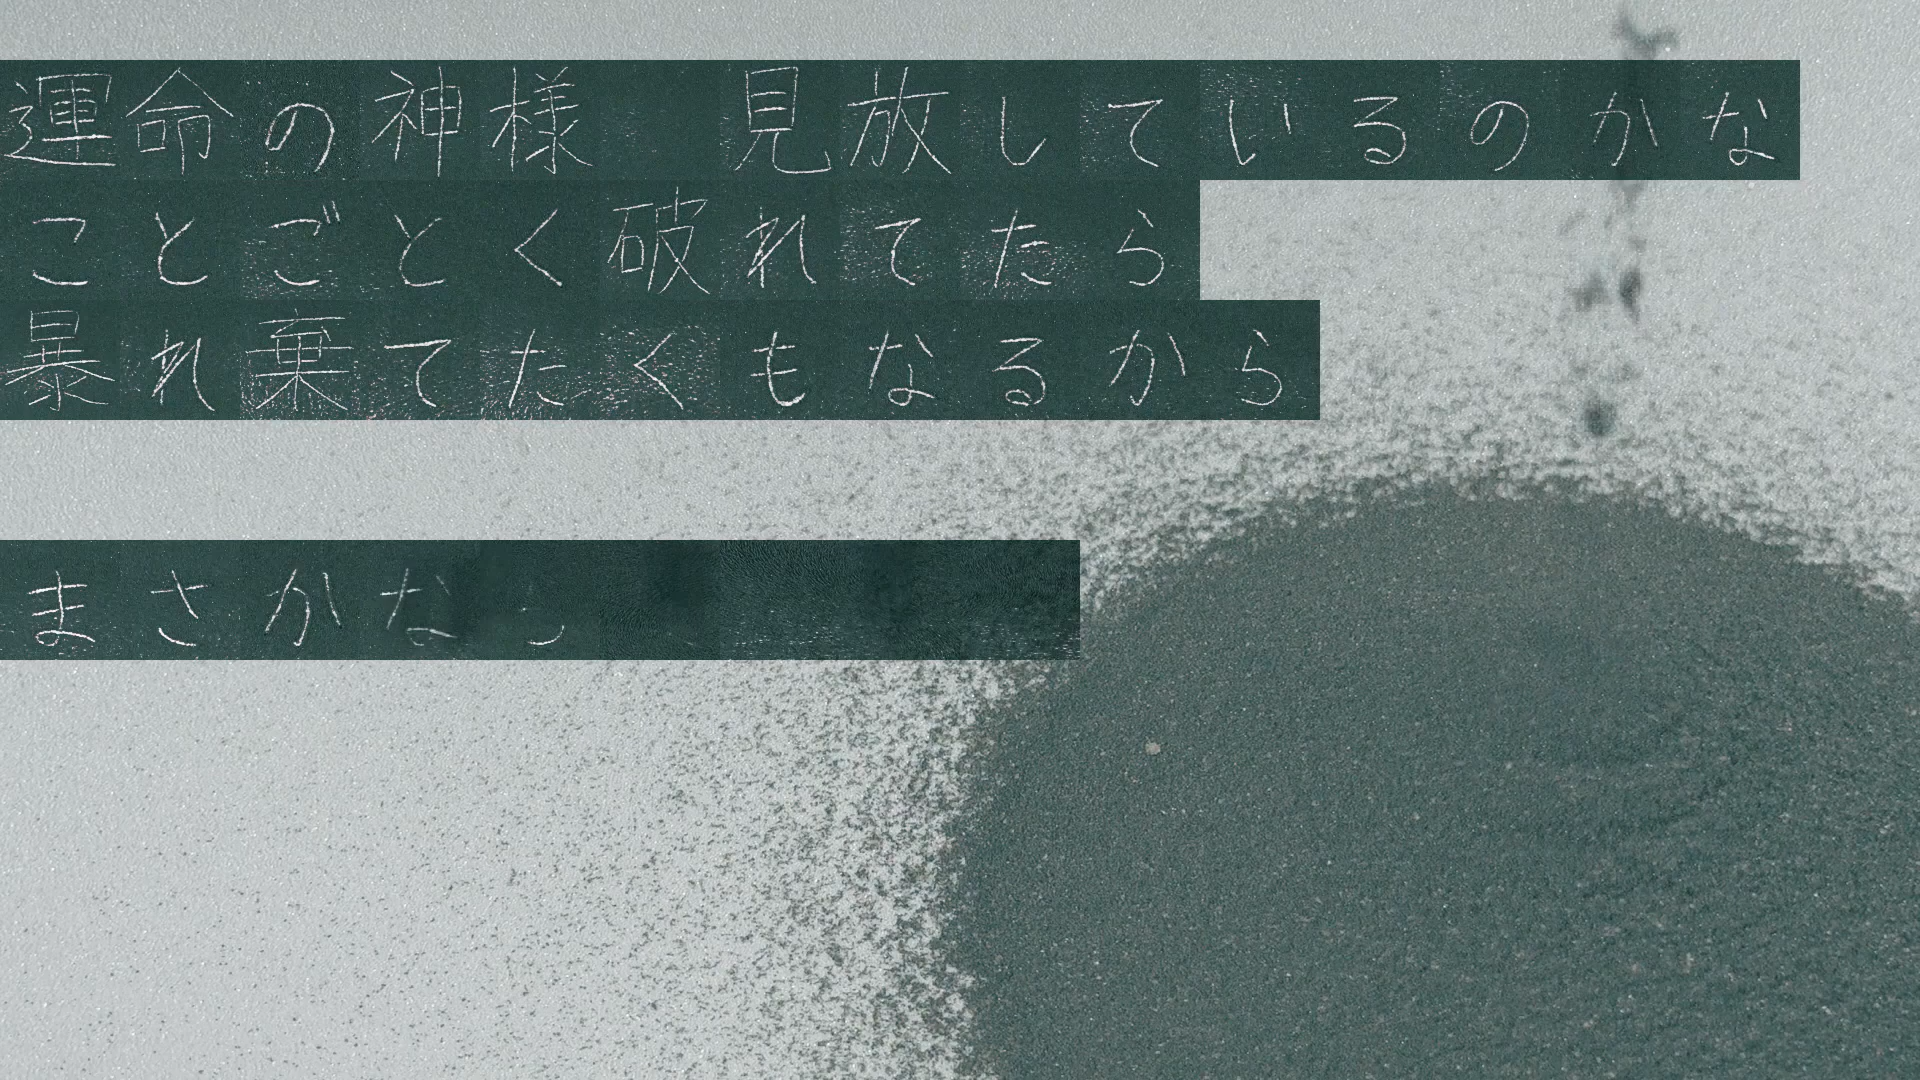 運命の神様　見放しているのかな
ことごとく破れてたら
暴れ棄てたくもなるから
まさかな